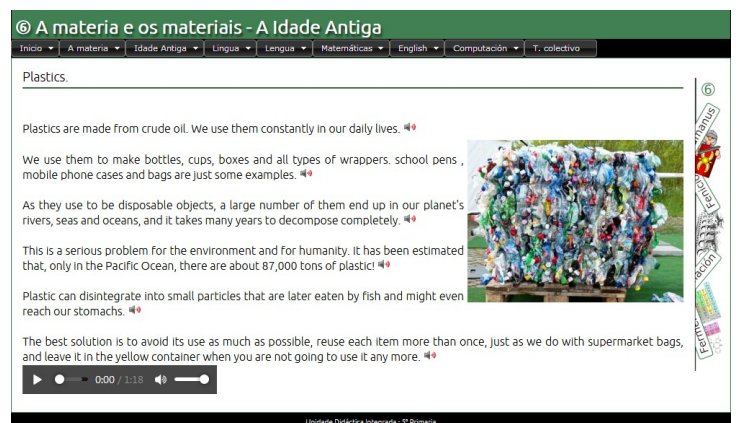 ⑥ A materia e os materiais - A Idade Antiga
Inicio A materia Idade Antiga Lingua Lengua Matemáticas English Computación T. colectivo
Plastics.
Plastics are made from crude oil. We use them constantly in our daily lives.
We use them to make bottles, cups, boxes and all types of wrappers. school pens ,
mobile phone cases and bags are just some examples.
As they use to be disposable objects, a large number of them end up in our planet's
rivers, seas and oceans, and it takes many years to decompose completely.
This is a serious problem for the environment and for humanity. It has been estimated
that, only in the Pacific Ocean, there are about 87,000 tons of plastic!
Plastic can disintegrate into small particles that are later eaten by fish and might even
reach our stomachs.
The best solution is to avoid its use as much as possible, reuse each item more than once, just as we do with supermarket bags,
and leave it in the yellow container when you are not going to use it any more.
0:00 / 1:18
⑥
Unidade Didáctica Integrada - 5º Primaria